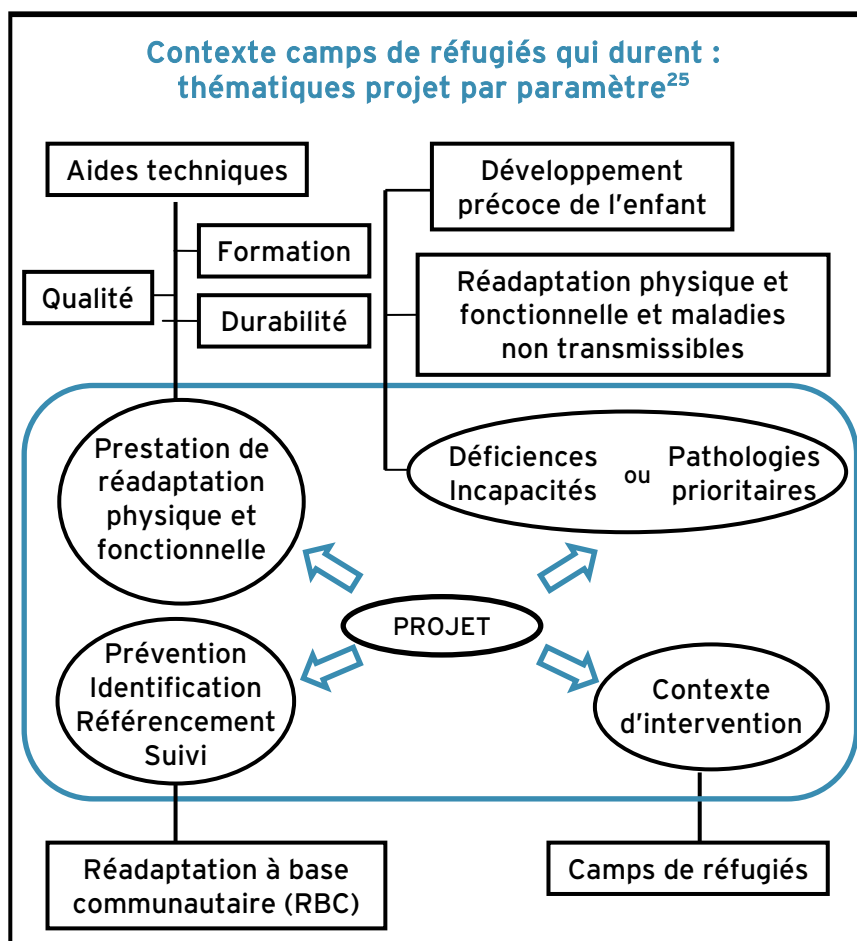 Contexte camps de réfugiés qui durent :
thématiques projet par paramètre²⁵
Aides techniques
Formation
Qualité
Durabilité
Développement
précoce de l'enfant
Réadaptation physique et
fonctionnelle et maladies
non transmissibles
Prestation de
réadaptation
physique et
fonctionnelle
Déficiences
Incapacités
ou
Pathologies
prioritaires
PROJET
Prévention
Identification
Référencement
Suivi
Contexte
d'intervention
Réadaptation à base
communautaire (RBC)
Camps de réfugiés